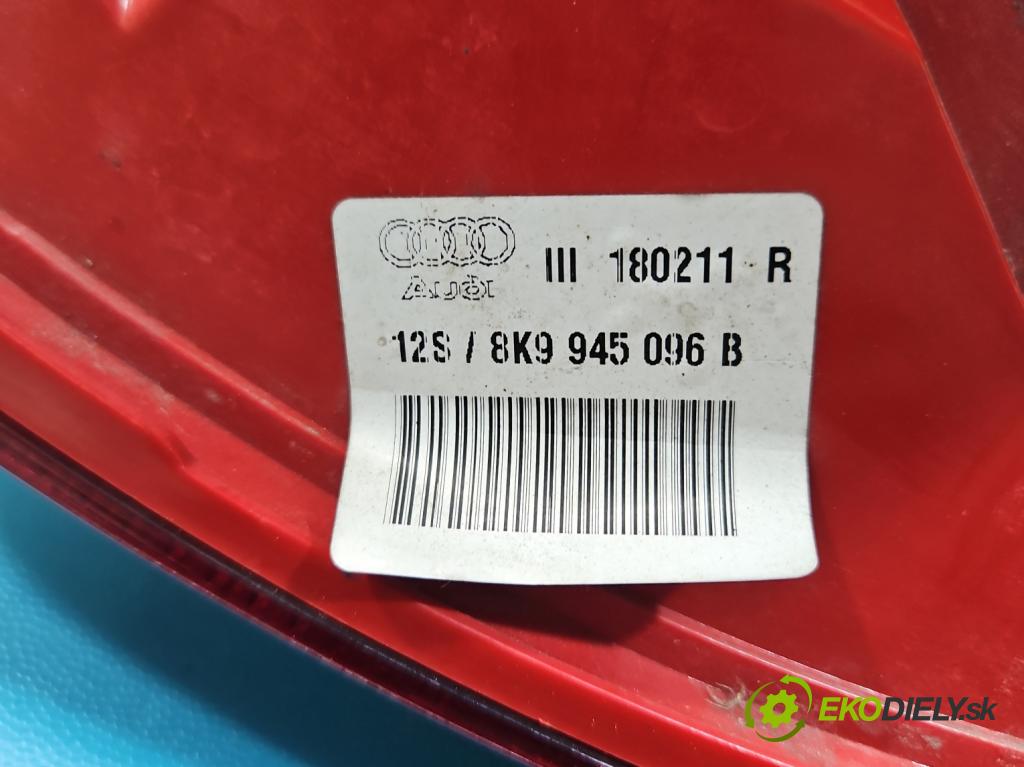 III 180211 R
Audi
12S / 8K9 945 096 B
EKODIELY.sk